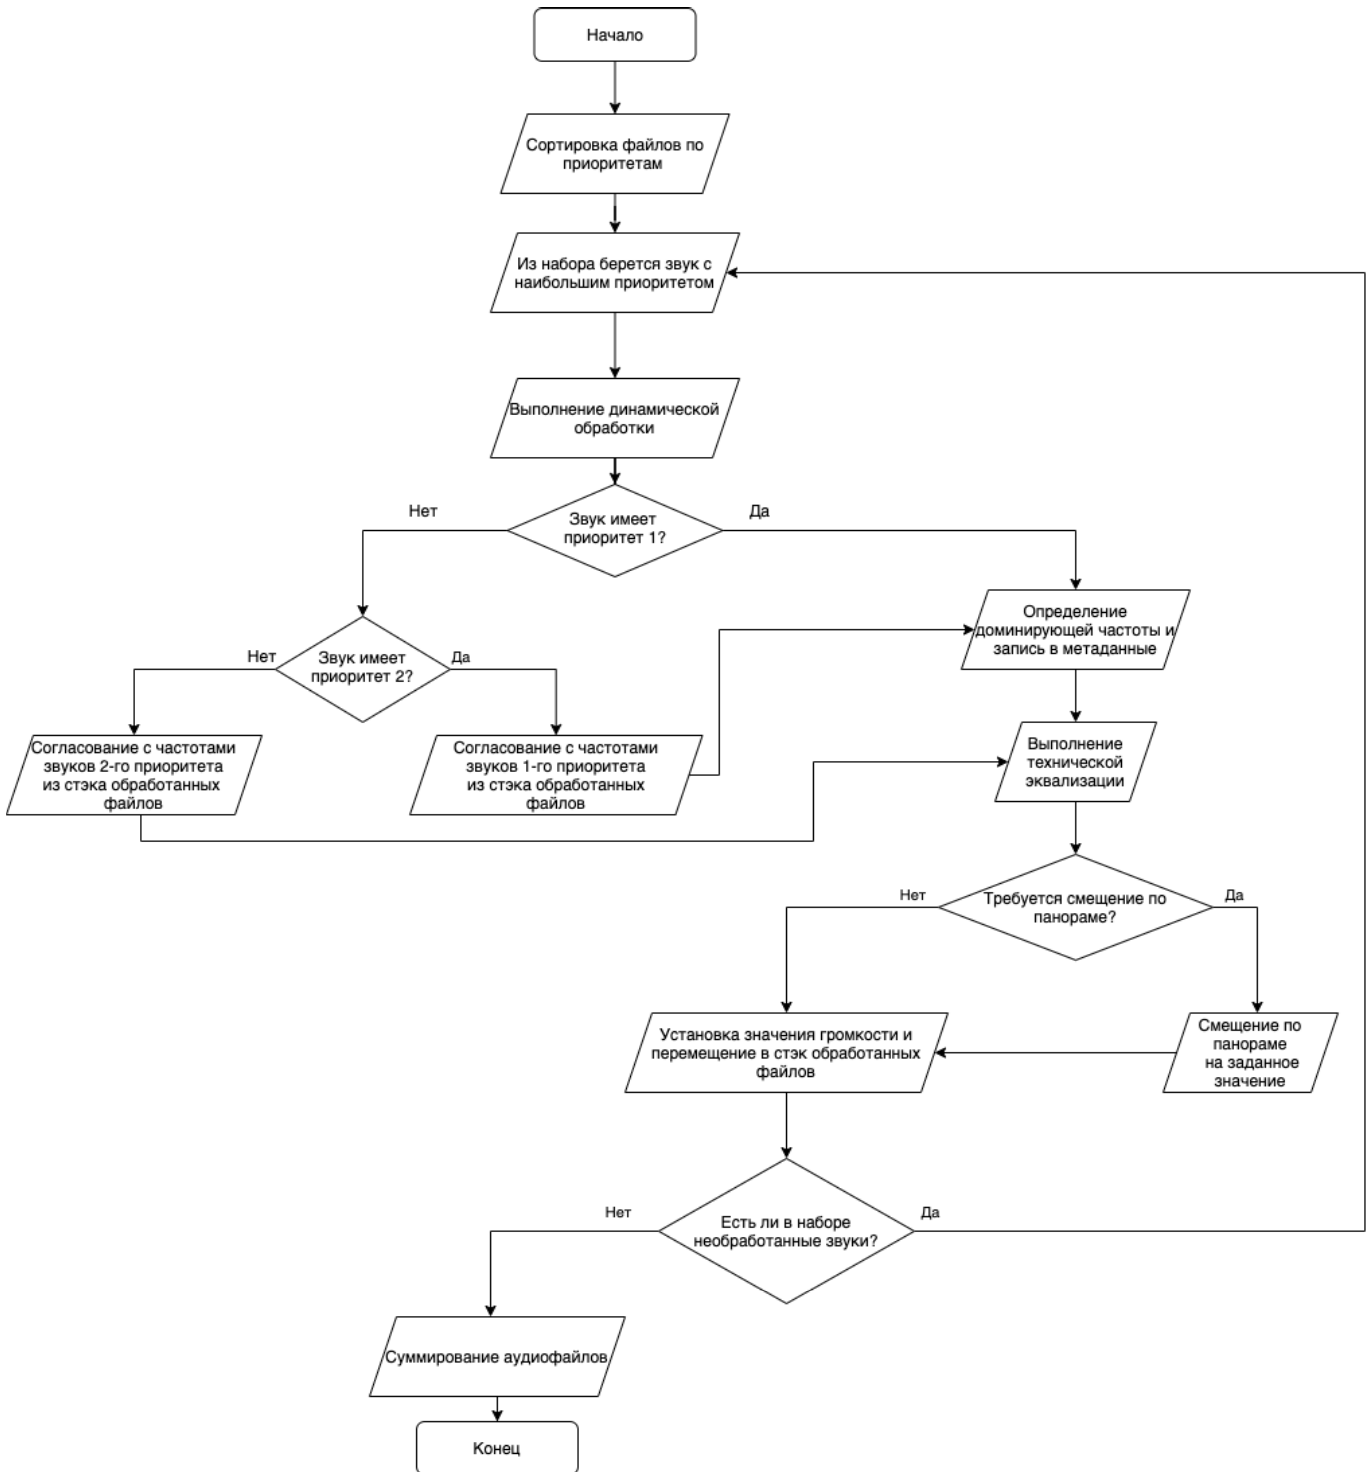 Начало
Сортировка файлов по
приоритетам
Из набора берется звук с
наибольшим приоритетом
Выполнение динамической
обработки
Нет
Да
Звук имеет
приоритет 1?
Определение
доминирующей частоты и
запись в метаданные
Нет
Да
Звук имеет
приоритет 2?
Согласование с частотами
звуков 2-го приоритета
из стэка обработанных
файлов
Согласование с частотами
звуков 1-го приоритета
из стэка обработанных
файлов
Выполнение
технической
эквализации
Нет
Да
Требуется смещение по
панораме?
Установка значения громкости и
перемещение в стэк обработанных
файлов
Смещение по
панораме
на заданное
значение
Нет
Да
Есть ли в наборе
необработанные звуки?
Суммирование аудиофайлов
Конец